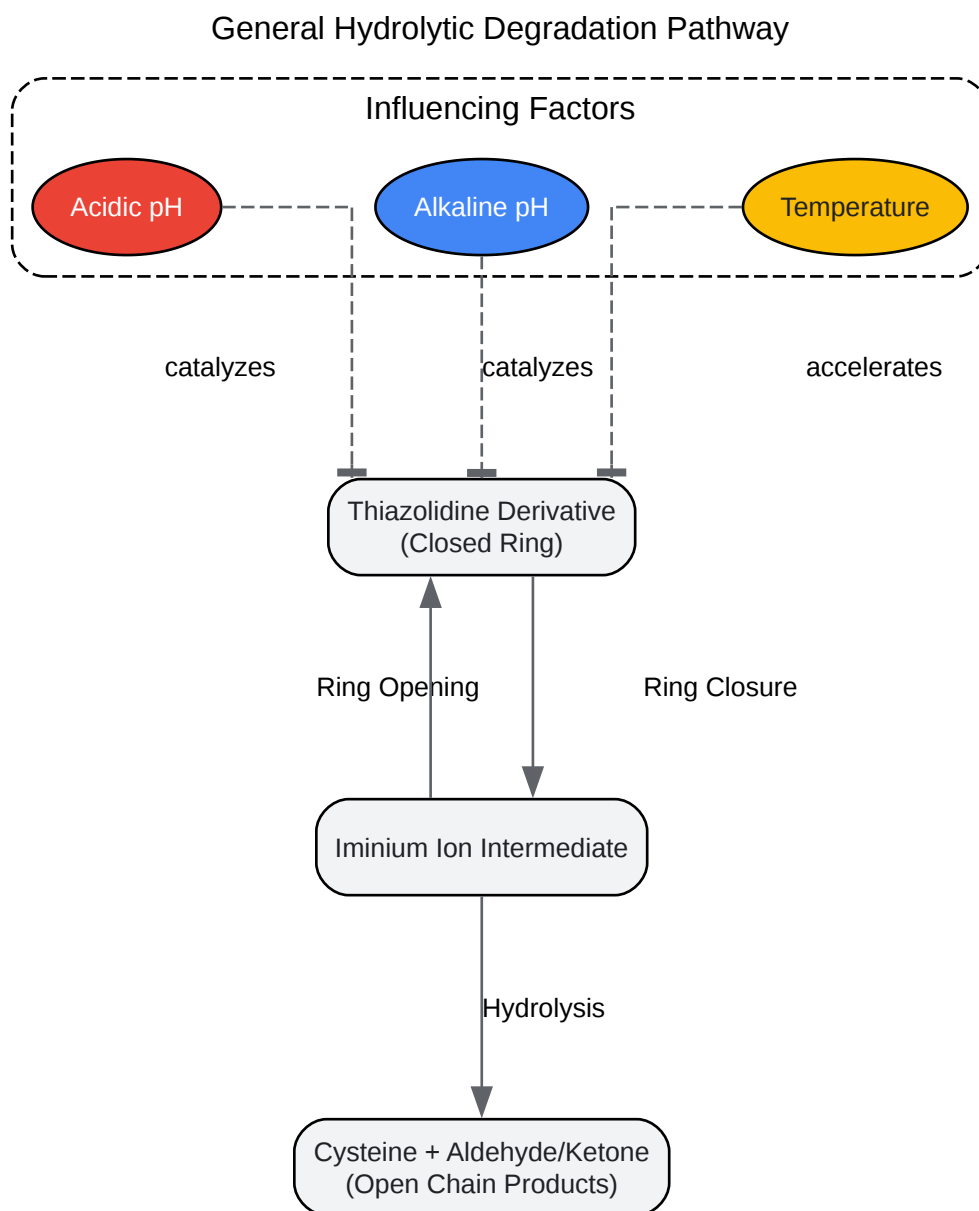 General Hydrolytic Degradation Pathway
Influencing Factors
Acidic pH
Alkaline pH
Temperature
catalyzes
catalyzes
accelerates
Thiazolidine Derivative
(Closed Ring)
Ring Opening
Ring Closure
Iminium Ion Intermediate
Hydrolysis
Cysteine + Aldehyde/Ketone
(Open Chain Products)